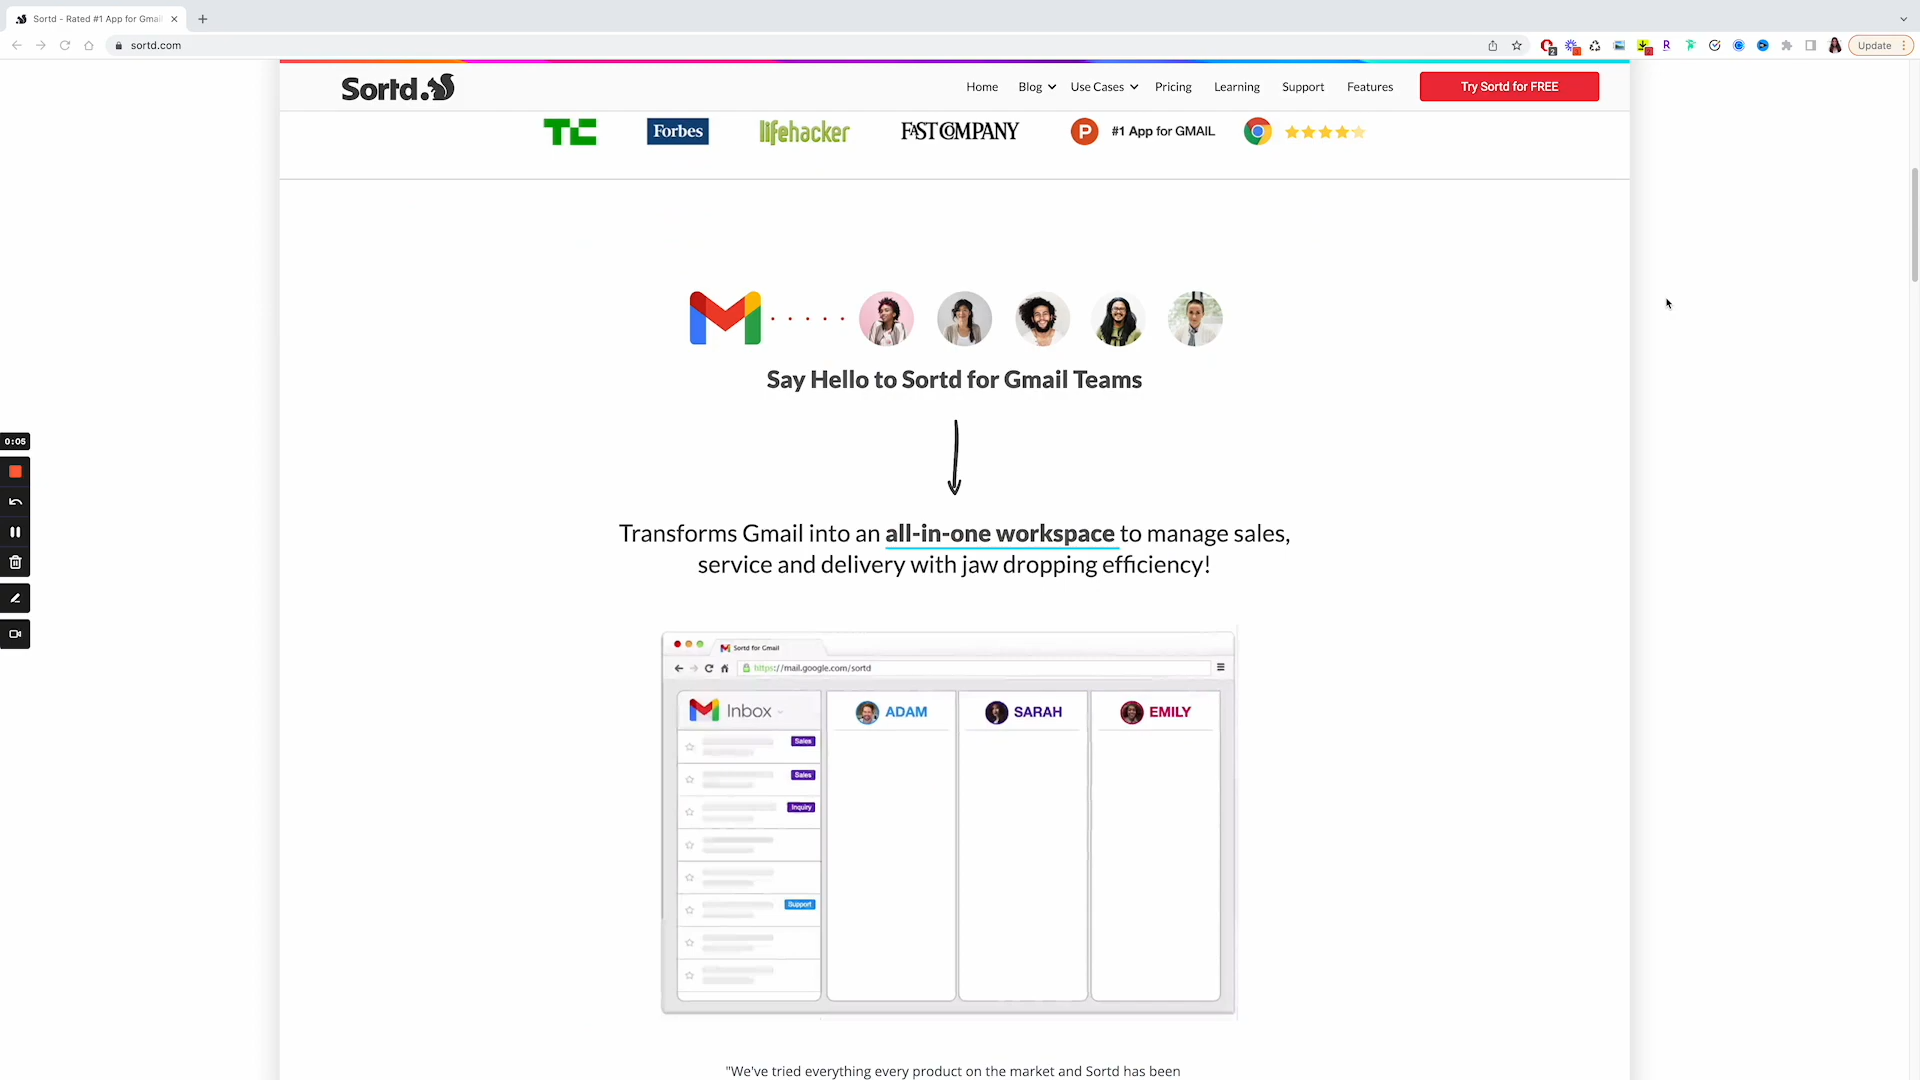 Sortd - Rated #1 App for Gmai
sortd.com
Update
Sortd.
Home
Blog
Use Cases
Pricing
Learning
Support
Features
Try Sortd for FREE
TC
Forbes
lifehacker
FAST COMPANY
P
#1 App for GMAIL
Say Hello to Sortd for Gmail Teams
0:05
Transforms Gmail into an all-in-one workspace to manage sales,
service and delivery with jaw dropping efficiency!
Sortd for Gmail
https://mail.google.com/sortd
Inbox
ADAM
SARAH
EMILY
Sales
Sales
Inquiry
Support
"We've tried everything every product on the market and Sortd has been